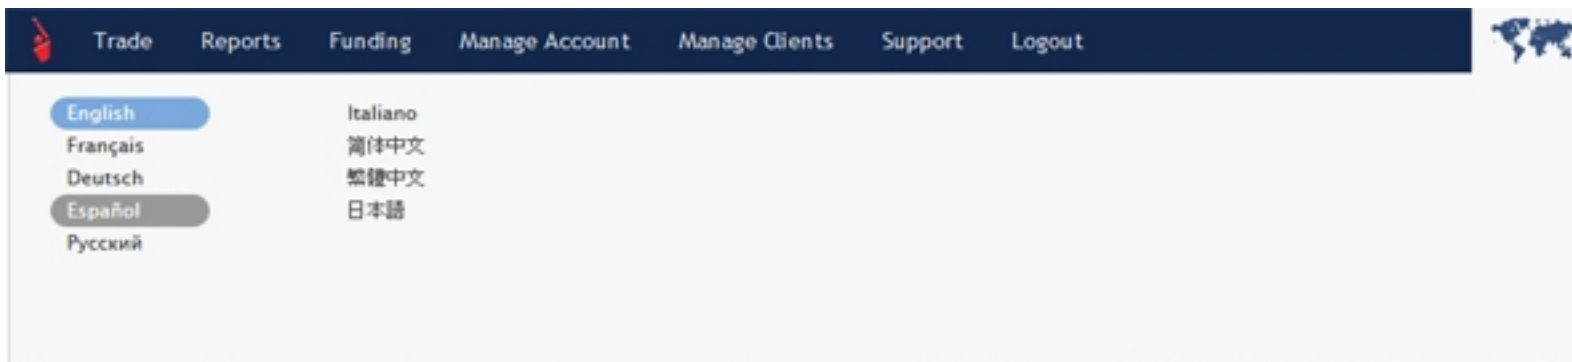 Trade Reports Funding Manage Account Manage Clients Support Logout
English
Français
Deutsch
Español
Русский
Italiano
简体中文
繁體中文
日本語